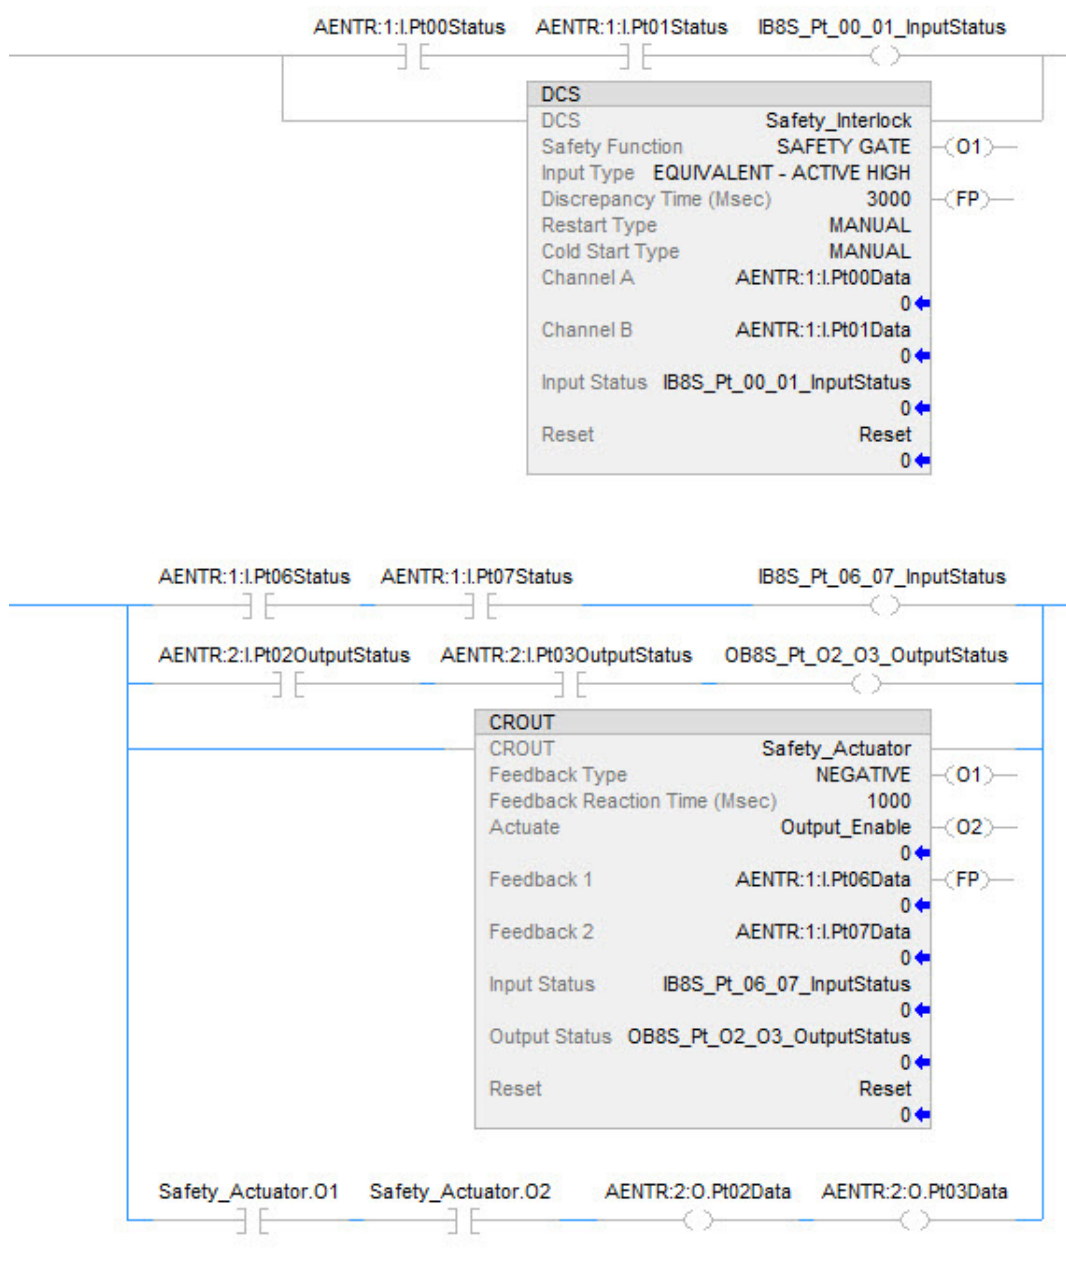 AENTR:1:I.Pt00Status AENTR:1:I.Pt01Status IB8S_Pt_00_01_InputStatus
DCS
DCS Safety_Interlock
Safety Function SAFETY GATE (O1)
Input Type EQUIVALENT - ACTIVE HIGH
Discrepancy Time (Msec) 3000 (FP)
Restart Type MANUAL
Cold Start Type MANUAL
Channel A AENTR:1:I.Pt00Data
0
Channel B AENTR:1:I.Pt01Data
0
Input Status IB8S_Pt_00_01_InputStatus
0
Reset Reset
0
AENTR:1:I.Pt06Status AENTR:1:I.Pt07Status IB8S_Pt_06_07_InputStatus
AENTR:2:I.Pt02OutputStatus AENTR:2:I.Pt03OutputStatus OB8S_Pt_O2_O3_OutputStatus
CROUT
CROUT Safety_Actuator
Feedback Type NEGATIVE (O1)
Feedback Reaction Time (Msec) 1000
Actuate Output_Enable (O2)
0
Feedback 1 AENTR:1:I.Pt06Data (FP)
0
Feedback 2 AENTR:1:I.Pt07Data
0
Input Status IB8S_Pt_06_07_InputStatus
0
Output Status OB8S_Pt_O2_O3_OutputStatus
0
Reset Reset
0
Safety_Actuator.O1 Safety_Actuator.O2 AENTR:2:O.Pt02Data AENTR:2:O.Pt03Data